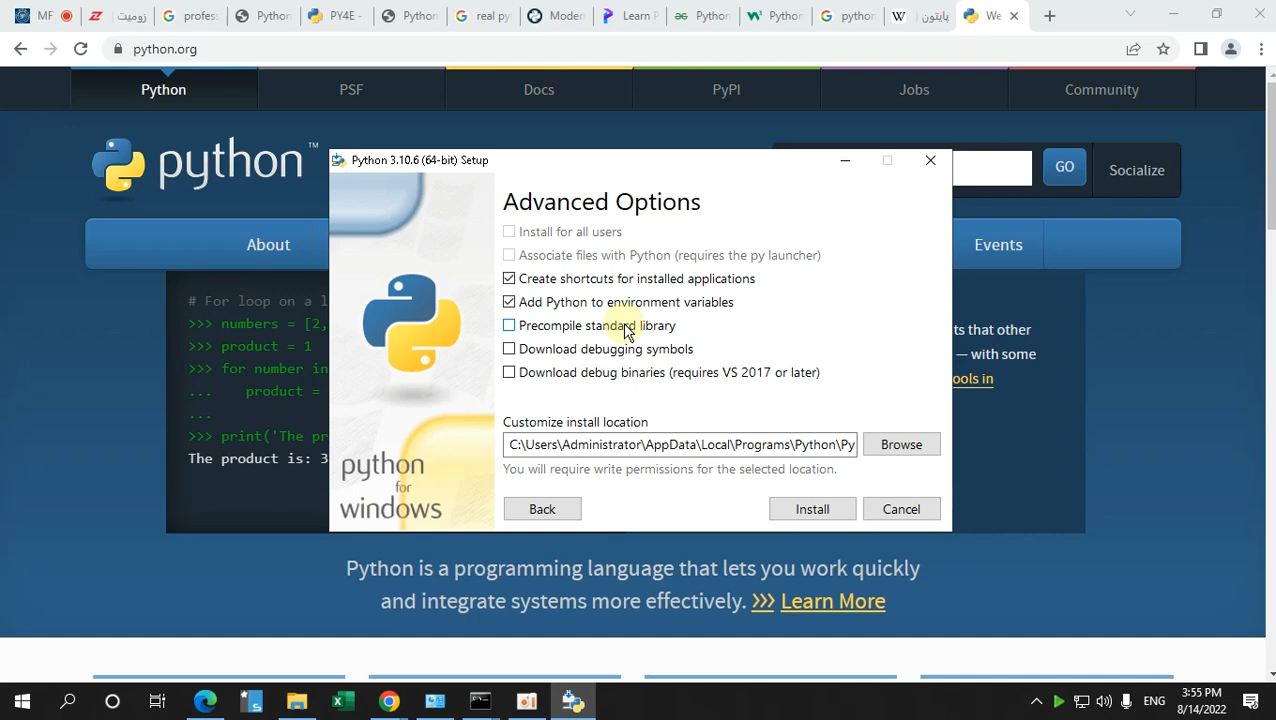 MF
زومیت
profes
Python
PY4E -
Python
real py
Moder
Learn P
Python
Python
python
پایتون
We
python.org
Python
PSF
Docs
PyPI
Jobs
Community
python™
GO
Socialize
About
Events
# For loop on a l
>>> numbers = [2,
>>> product = 1
>>> for number in
... product =
...
>>> print('The pr
The product is: 3
ts that other
— with some
ools in
Python 3.10.6 (64-bit) Setup
Advanced Options
Install for all users
Associate files with Python (requires the py launcher)
Create shortcuts for installed applications
Add Python to environment variables
Precompile standard library
Download debugging symbols
Download debug binaries (requires VS 2017 or later)
Customize install location
C:\Users\Administrator\AppData\Local\Programs\Python\Py
Browse
You will require write permissions for the selected location.
Back
Install
Cancel
python
for
windows
Python is a programming language that lets you work quickly
and integrate systems more effectively. >>> Learn More
ENG
3:55 PM
8/14/2022